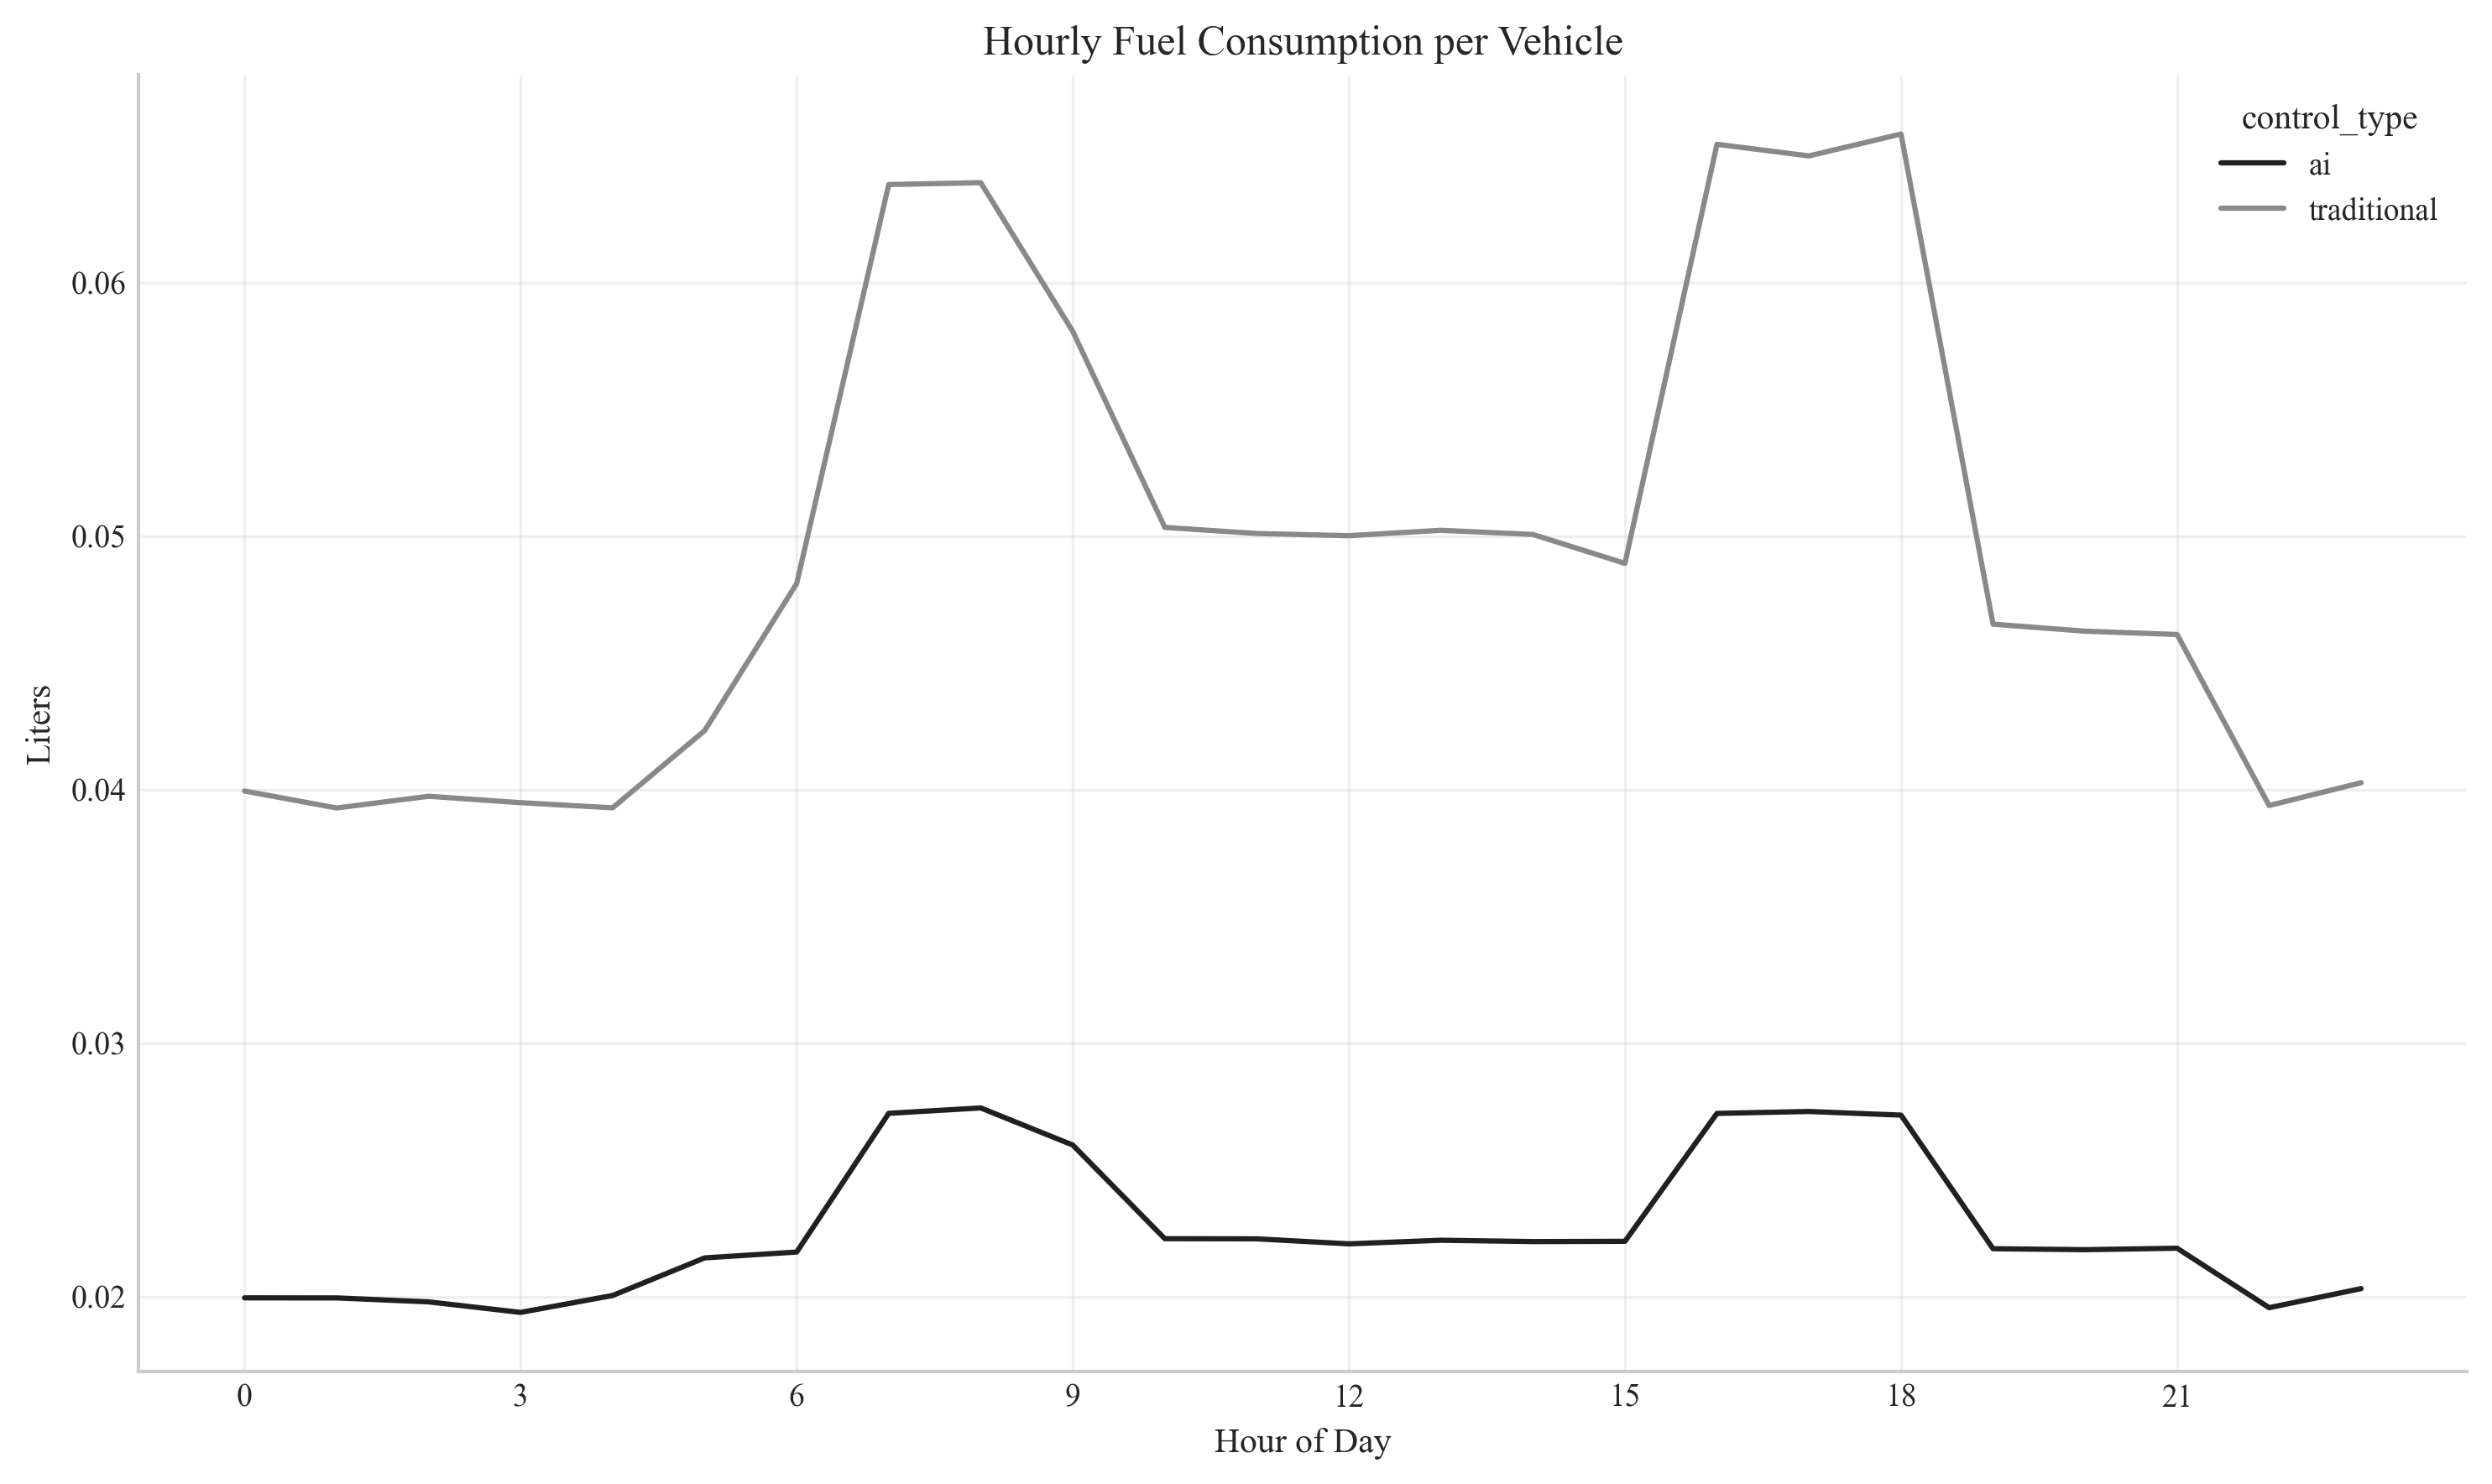 Hourly Fuel Consumption per Vehicle
control_type
ai
traditional
0.06
0.05
0.04
0.03
0.02
Liters
0 3 6 9 12 15 18 21
Hour of Day